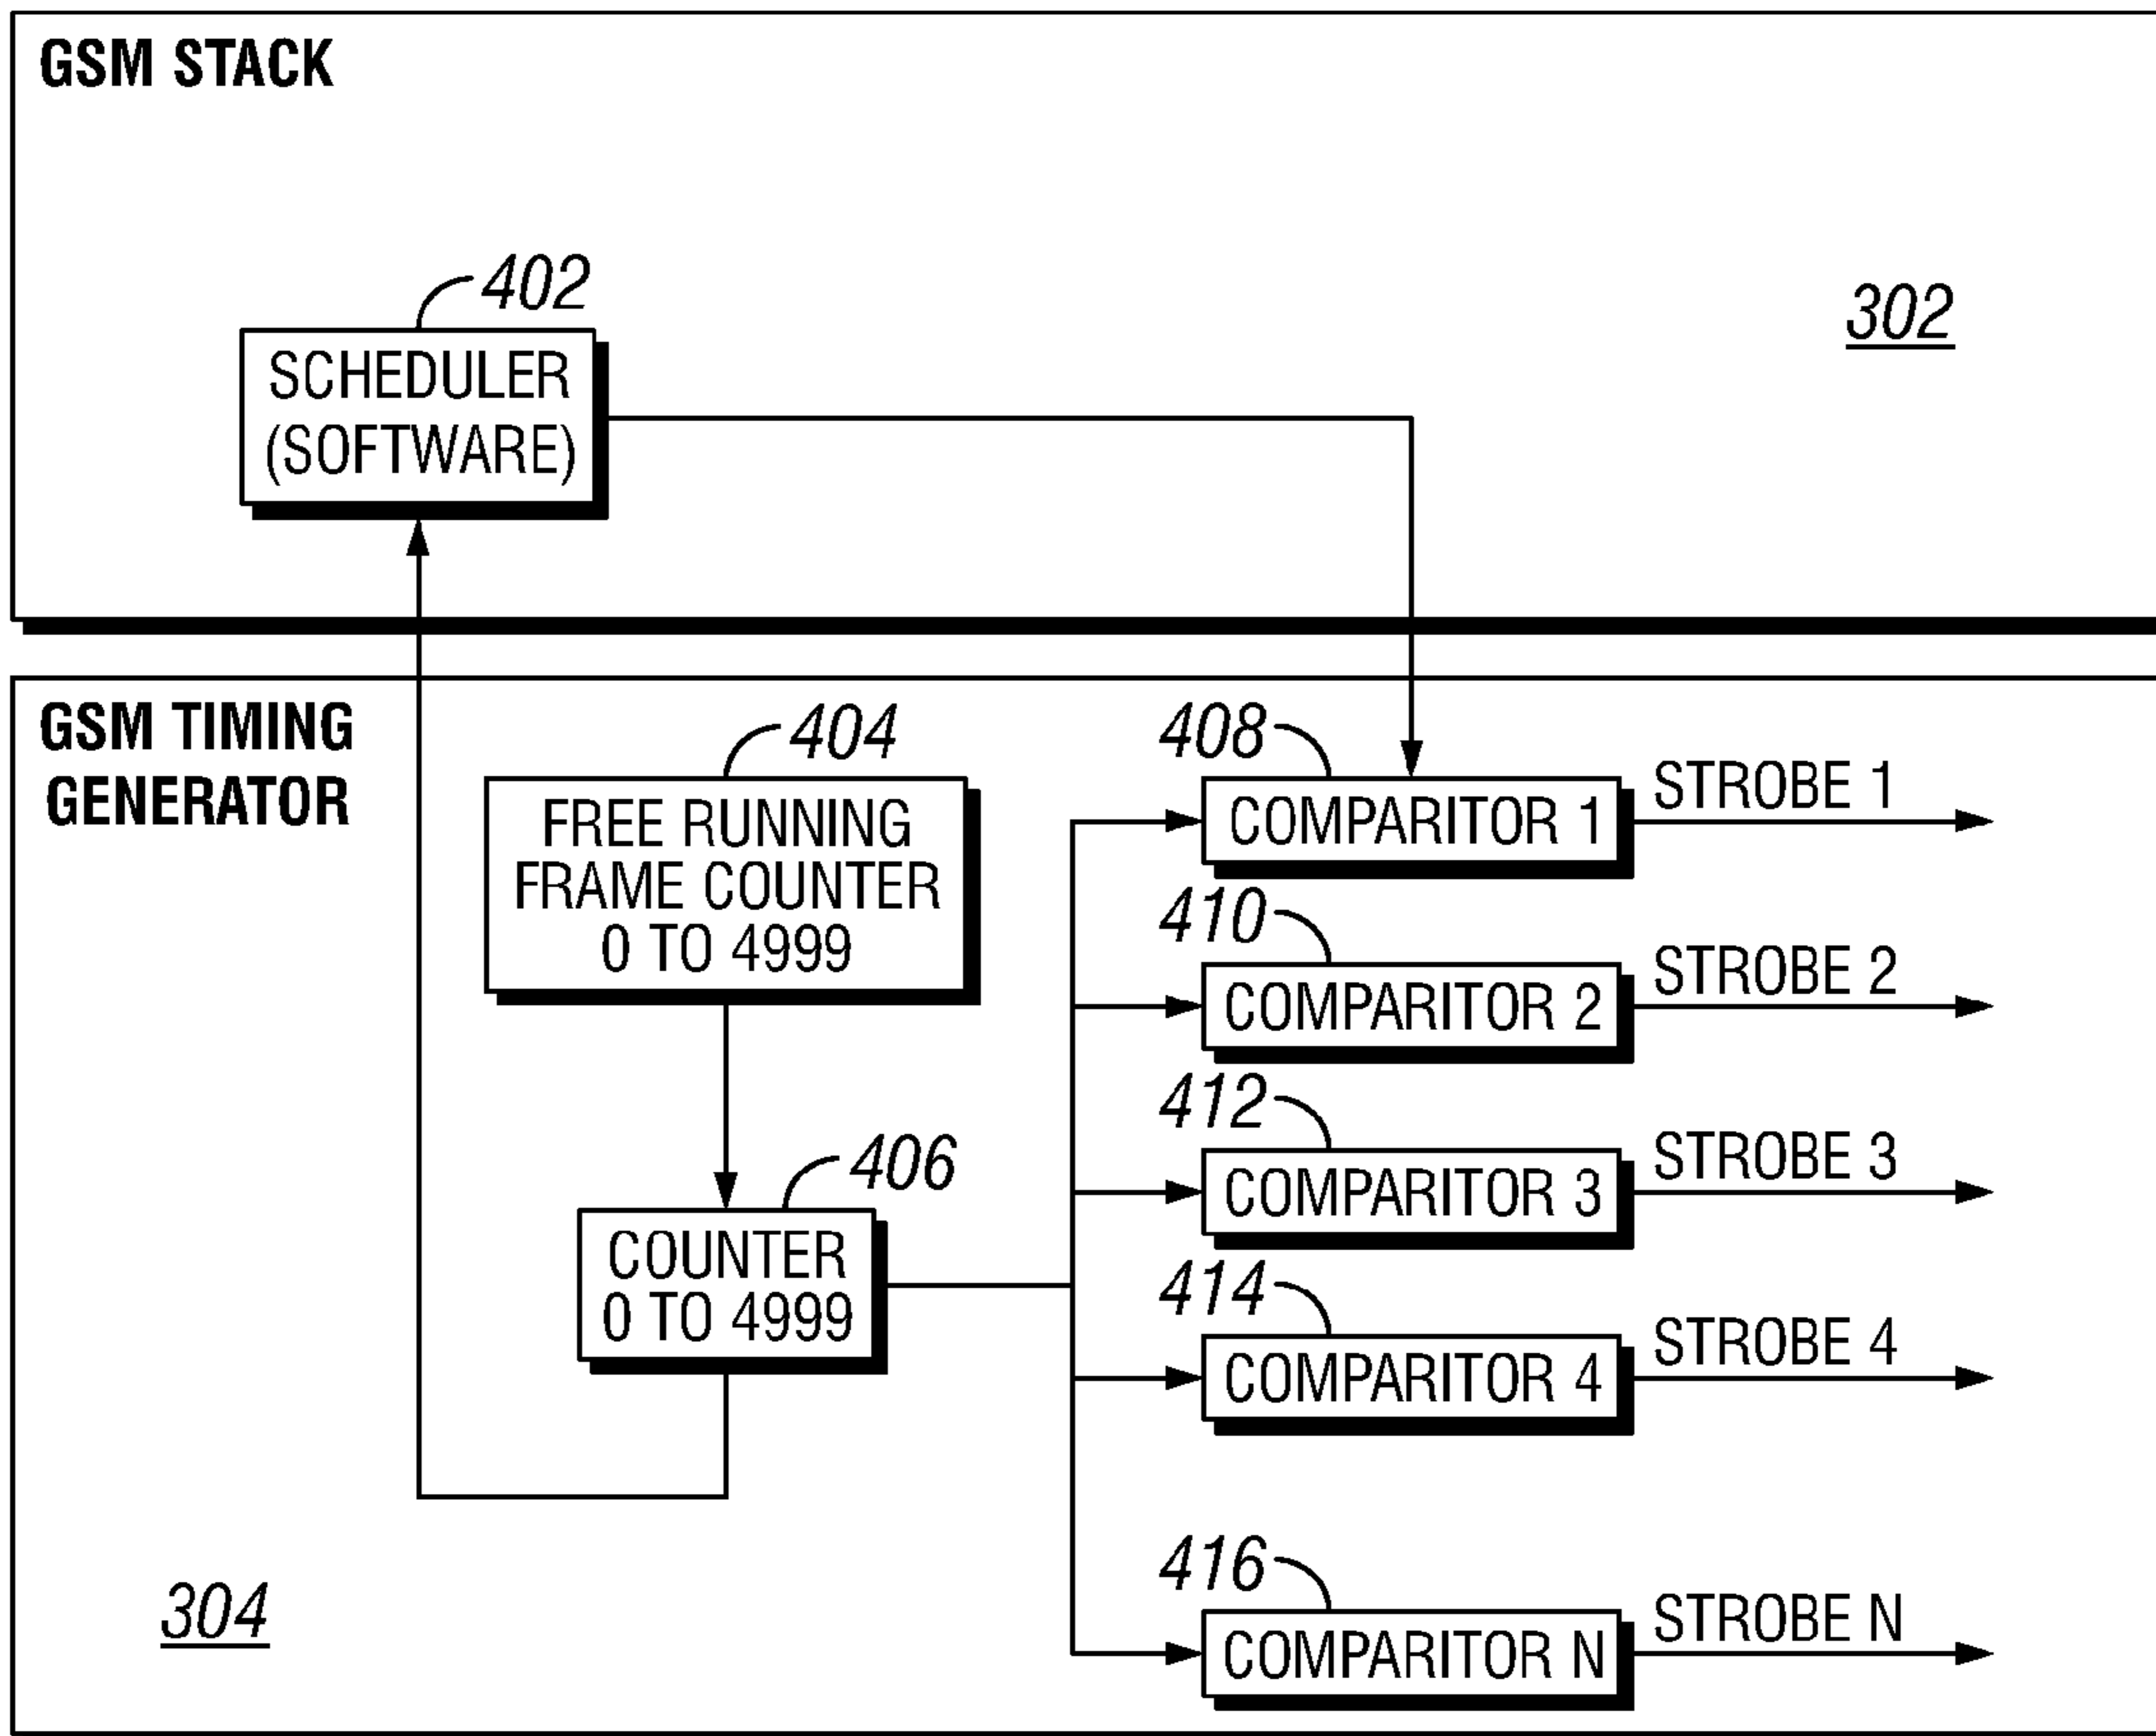 GSM STACK
402
302
SCHEDULER
(SOFTWARE)
GSM TIMING
GENERATOR
404
FREE RUNNING
FRAME COUNTER
0 TO 4999
406
COUNTER
0 TO 4999
304
408
COMPARITOR 1
STROBE 1
410
COMPARITOR 2
STROBE 2
412
COMPARITOR 3
STROBE 3
414
COMPARITOR 4
STROBE 4
416
COMPARITOR N
STROBE N